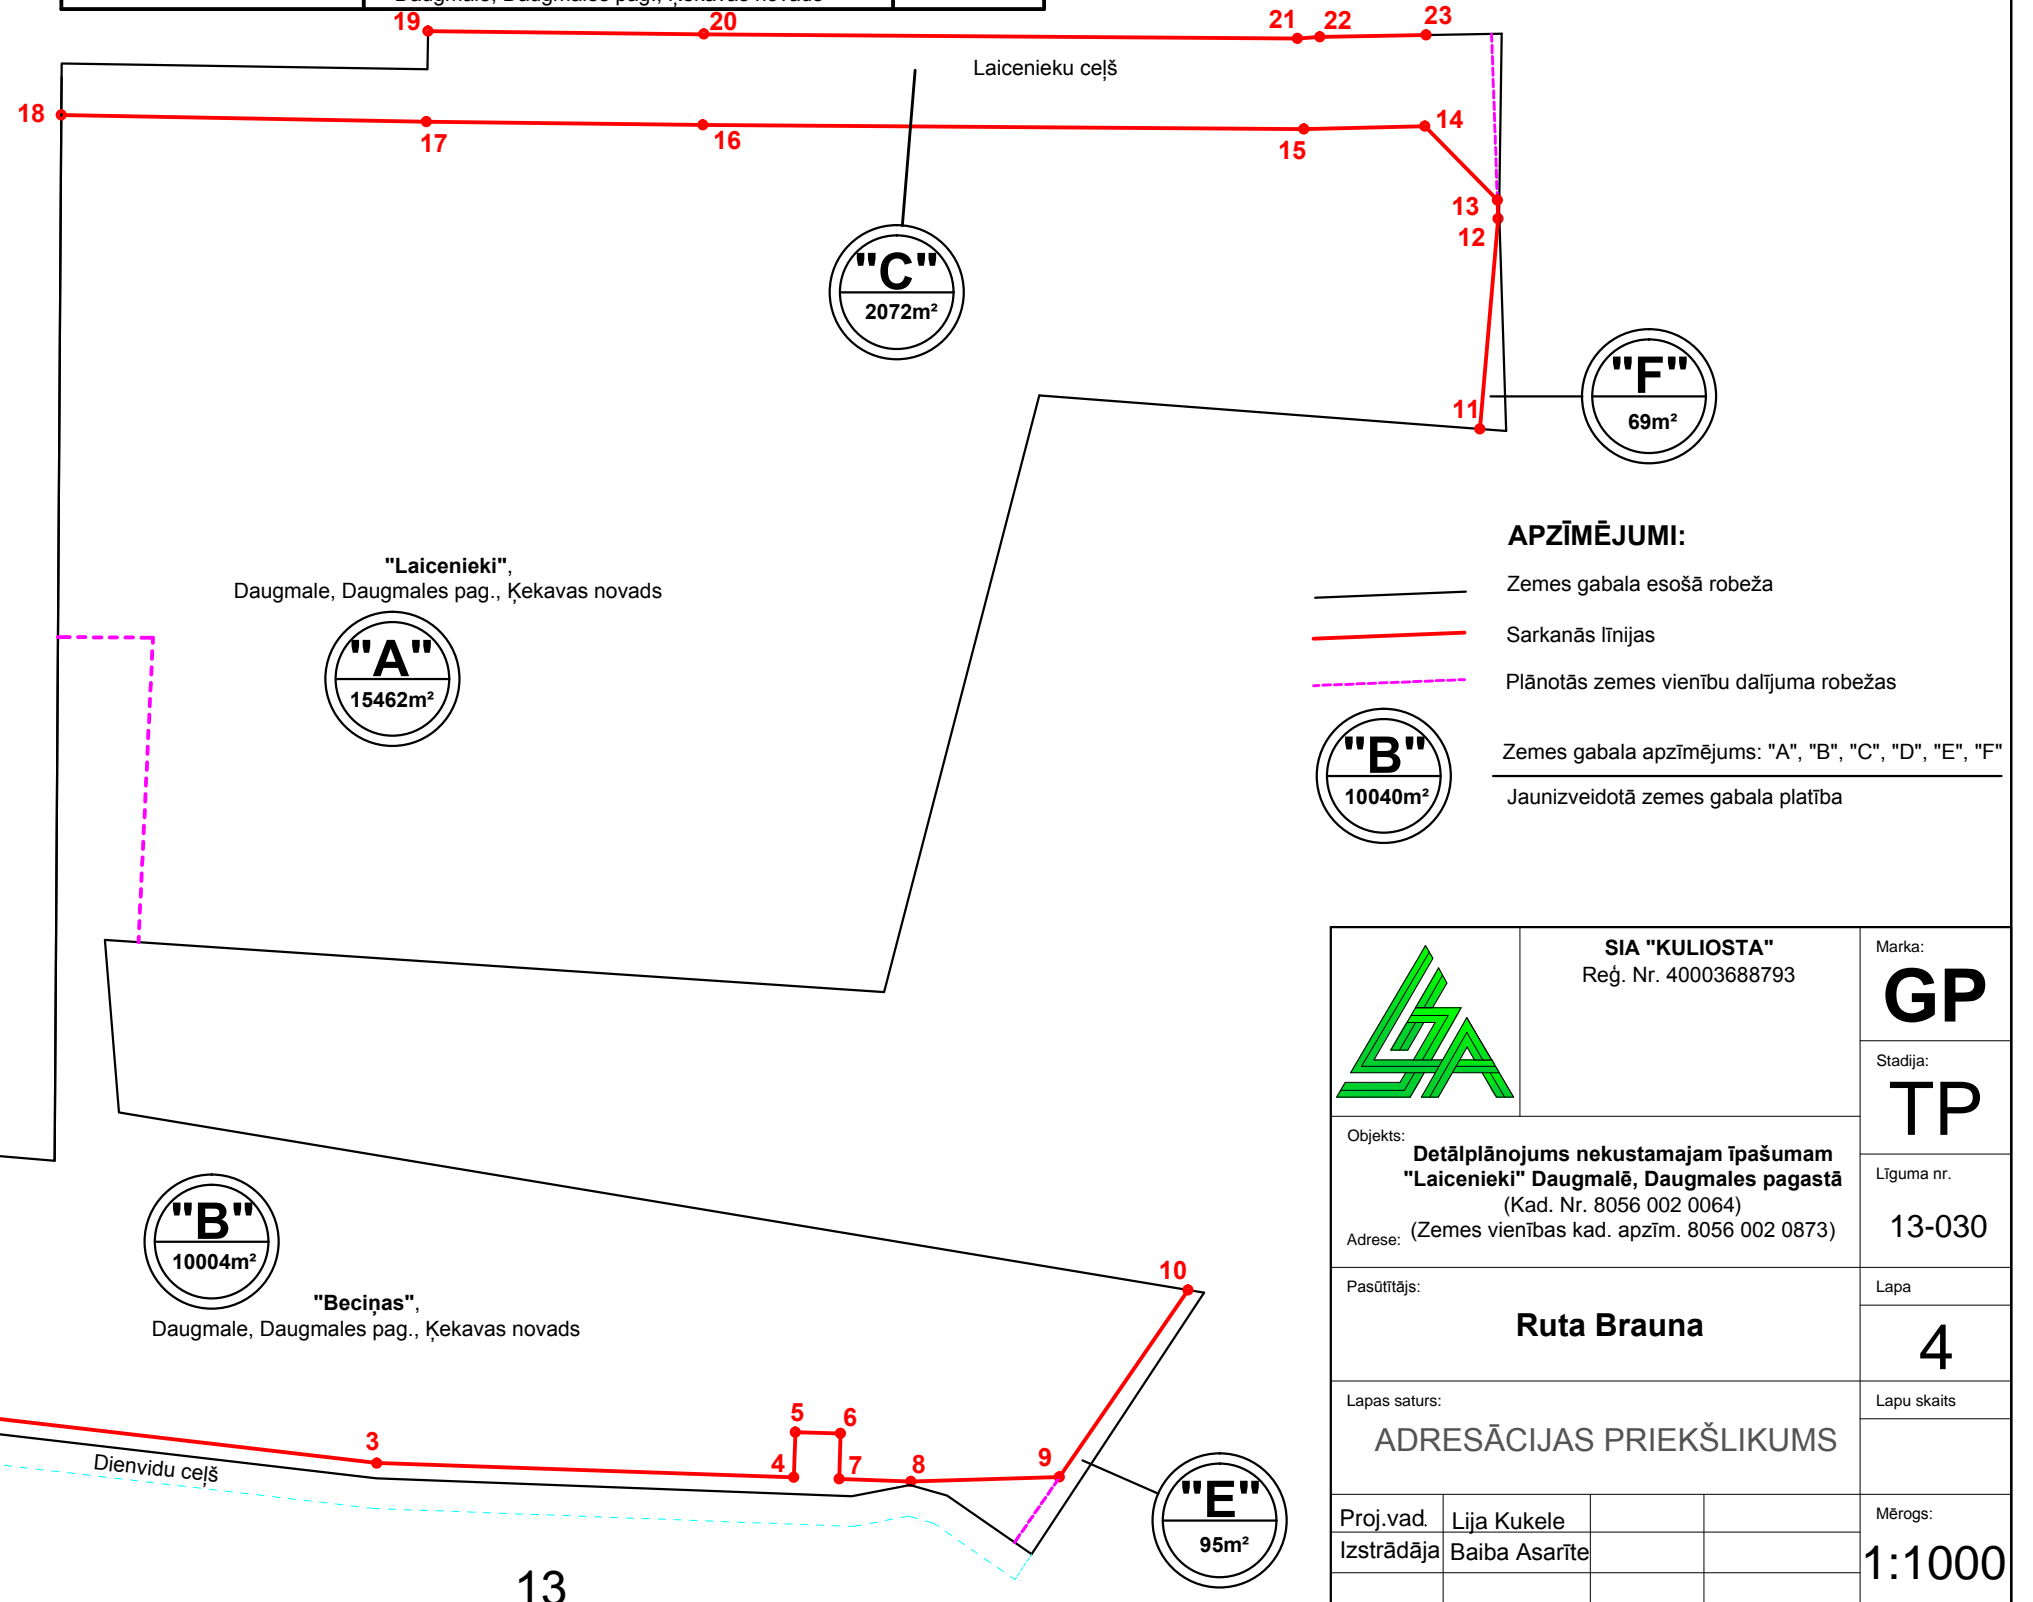 Daugmale, Daugmales pag., Ķekavas novads
19
20
21
22
23
Laicenieku ceļš
18
17
16
15
14
13
12
11
"C"
2072m²
"F"
69m²
"Laicenieki",
Daugmale, Daugmales pag., Ķekavas novads
"A"
15462m²
APZĪMĒJUMI:
Zemes gabala esošā robeža
Sarkanās līnijas
Plānotās zemes vienību dalījuma robežas
"B"
10040m²
Zemes gabala apzīmējums: "A", "B", "C", "D", "E", "F"
Jaunizveidotā zemes gabala platība
"B"
10004m²
"Beciņas",
Daugmale, Daugmales pag., Ķekavas novads
10
3
4
5
6
7
8
9
Dienvidu ceļš
"E"
95m²
13
SIA "KULIOSTA"
Reģ. Nr. 40003688793
Marka:
GP
Stadija:
TP
Objekts:
Detālplānojums nekustamajam īpašumam
"Laicenieki" Daugmalē, Daugmales pagastā
(Kad. Nr. 8056 002 0064)
Adrese: (Zemes vienības kad. apzīm. 8056 002 0873)
Līguma nr.
13-030
Pasūtītājs:
Ruta Brauna
Lapa
4
Lapas saturs:
ADRESĀCIJAS PRIEKŠLIKUMS
Lapu skaits
Proj.vad. Lija Kukele
Izstrādāja Baiba Asarīte
Mērogs:
1:1000